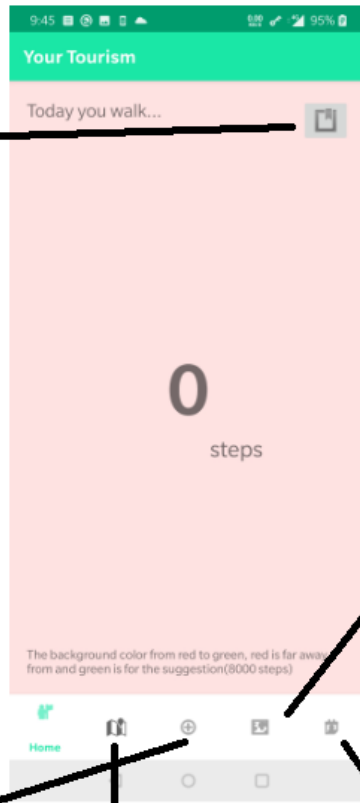 9:45 95%
Your Tourism
Today you walk...
0
steps
The background color from red to green, red is far away
from and green is for the suggestion(8000 steps)
Home